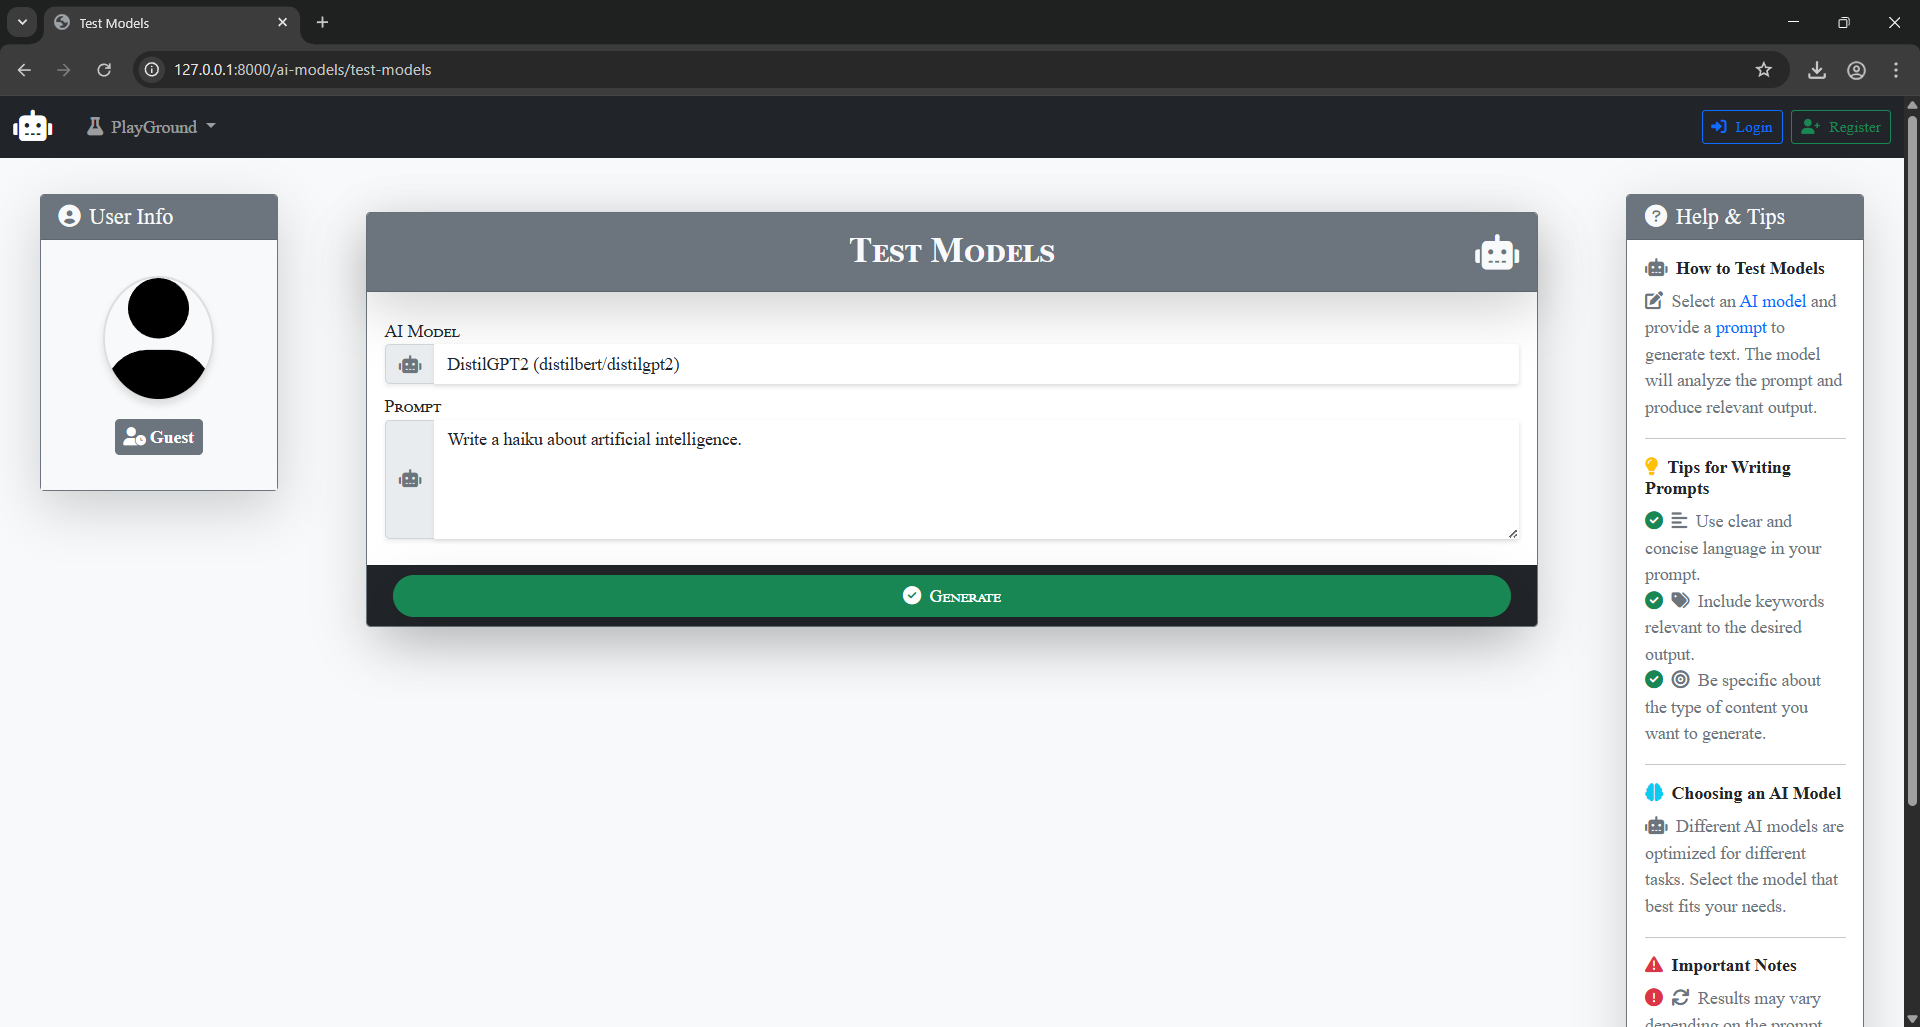 Test Models
127.0.0.1:8000/ai-models/test-models
PlayGround
Login
Register
User Info
Guest
Test Models
AI Model
DistilGPT2 (distilbert/distilgpt2)
Prompt
Write a haiku about artificial intelligence.
Generate
Help & Tips
How to Test Models
Select an AI model and
provide a prompt to
generate text. The model
will analyze the prompt and
produce relevant output.
Tips for Writing
Prompts
Use clear and
concise language in your
prompt.
Include keywords
relevant to the desired
output.
Be specific about
the type of content you
want to generate.
Choosing an AI Model
Different AI models are
optimized for different
tasks. Select the model that
best fits your needs.
Important Notes
Results may vary
depending on the prompt